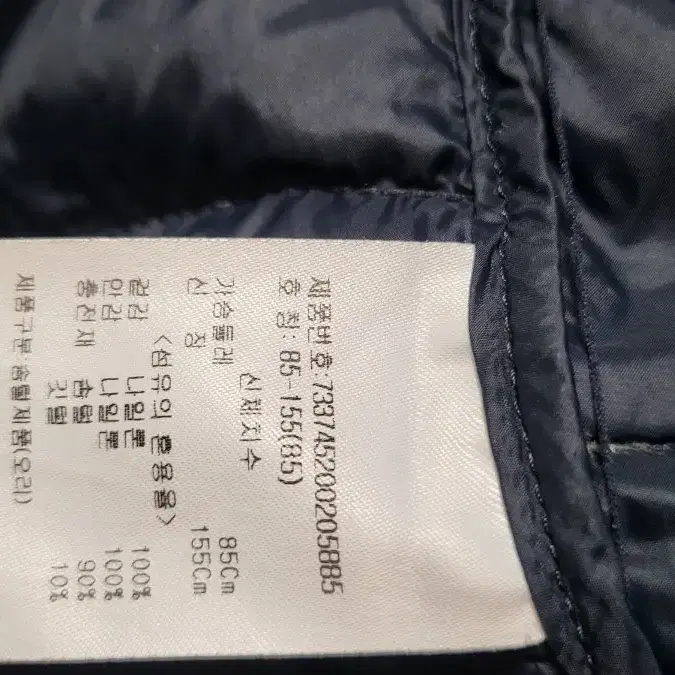 제품번호:733745200205885
호 칭: 85-155(85)
신체치수
가슴둘레 85Cm
신 장 155Cm
<섬유의 혼용율>
겉감 나일론 100%
안감 나일론 100%
충전재 솜털 90%
깃털 10%
제품구분:솜털제품(오리)